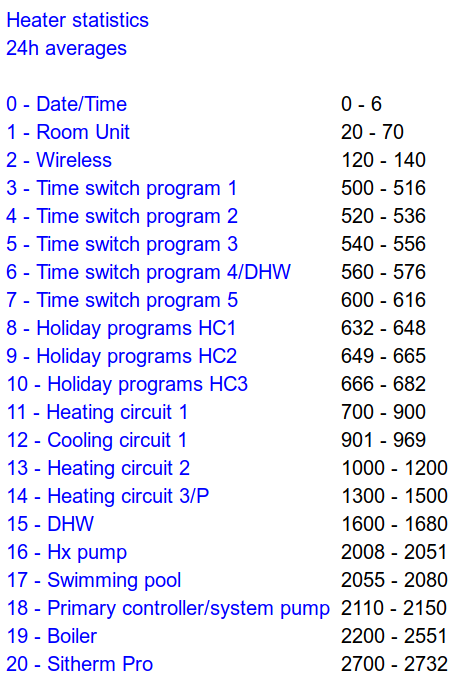 Heater statistics
24h averages
0 - Date/Time 0 - 6
1 - Room Unit 20 - 70
2 - Wireless 120 - 140
3 - Time switch program 1 500 - 516
4 - Time switch program 2 520 - 536
5 - Time switch program 3 540 - 556
6 - Time switch program 4/DHW 560 - 576
7 - Time switch program 5 600 - 616
8 - Holiday programs HC1 632 - 648
9 - Holiday programs HC2 649 - 665
10 - Holiday programs HC3 666 - 682
11 - Heating circuit 1 700 - 900
12 - Cooling circuit 1 901 - 969
13 - Heating circuit 2 1000 - 1200
14 - Heating circuit 3/P 1300 - 1500
15 - DHW 1600 - 1680
16 - Hx pump 2008 - 2051
17 - Swimming pool 2055 - 2080
18 - Primary controller/system pump 2110 - 2150
19 - Boiler 2200 - 2551
20 - Sitherm Pro 2700 - 2732